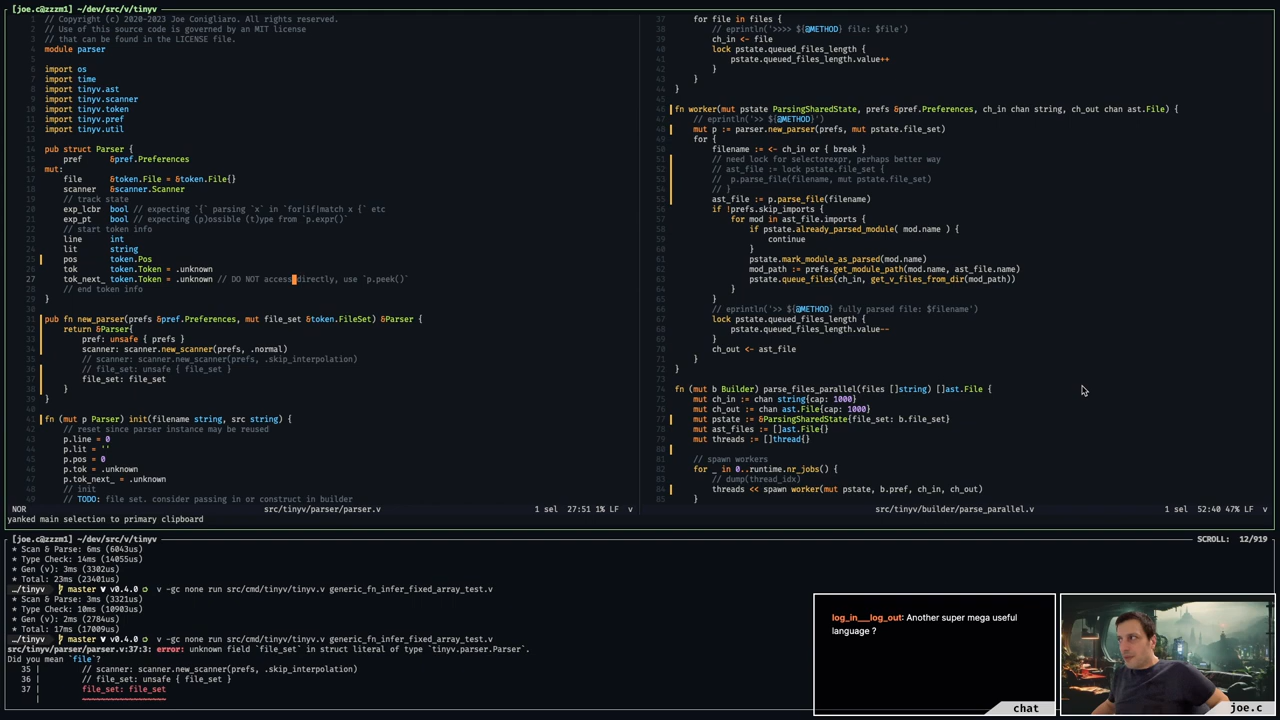 [joe.c@zzzm1] ~/dev/src/v/tinyv
1 // Copyright (c) 2020-2023 Joe Conigliaro. All rights reserved.
2 // Use of this source code is governed by an MIT license
3 // that can be found in the LICENSE file.
4 module parser
5
6 import os
7 import time
8 import tinyv.ast
9 import tinyv.scanner
10 import tinyv.token
11 import tinyv.pref
12 import tinyv.util
13
14 pub struct Parser {
15 pref &pref.Preferences
16 mut:
17 file &token.File = &token.File{}
18 scanner &scanner.Scanner
19 // track state
20 exp_lcbr bool // expecting `{` parsing `x` in `for|if|match x {` etc
21 exp_pt bool // expecting (p)ossible (t)ype from `p.expr()`
22 // start token info
23 line int
24 lit string
25 pos token.Pos
26 tok token.Token = .unknown
27 tok_next_ token.Token = .unknown // DO NOT access directly, use `p.peek()`
28 // end token info
29 }
30
31 pub fn new_parser(prefs &pref.Preferences, mut file_set &token.FileSet) &Parser {
32 return &Parser{
33 pref: unsafe { prefs }
34 scanner: scanner.new_scanner(prefs, .normal)
35 // scanner: scanner.new_scanner(prefs, .skip_interpolation)
36 // file_set: unsafe { file_set }
37 file_set: file_set
38 }
39 }
40
41 fn (mut p Parser) init(filename string, src string) {
42 // reset since parser instance may be reused
43 p.line = 0
44 p.lit = ''
45 p.pos = 0
46 p.tok = .unknown
47 p.tok_next_ = .unknown
48 // init
49 // TODO: file set. consider passing in or construct in builder
NOR src/tinyv/parser/parser.v 1 sel 27:51 1% LF v
yanked main selection to primary clipboard
37 for file in files {
38 // eprintln('>>>> ${@METHOD} file: $file')
39 ch_in <- file
40 lock pstate.queued_files_length {
41 pstate.queued_files_length.value++
42 }
43 }
44 }
45
46 fn worker(mut pstate ParsingSharedState, prefs &pref.Preferences, ch_in chan string, ch_out chan ast.File) {
47 // eprintln('>> ${@METHOD}')
48 mut p := parser.new_parser(prefs, mut pstate.file_set)
49 for {
50 filename := <- ch_in or { break }
51 // need lock for selectorexpr, perhaps better way
52 // ast_file := lock pstate.file_set {
53 // p.parse_file(filename, mut pstate.file_set)
54 // }
55 ast_file := p.parse_file(filename)
56 if !prefs.skip_imports {
57 for mod in ast_file.imports {
58 if pstate.already_parsed_module( mod.name ) {
59 continue
60 }
61 pstate.mark_module_as_parsed(mod.name)
62 mod_path := prefs.get_module_path(mod.name, ast_file.name)
63 pstate.queue_files(ch_in, get_v_files_from_dir(mod_path))
64 }
65 }
66 // eprintln('>> ${@METHOD} fully parsed file: $filename')
67 lock pstate.queued_files_length {
68 pstate.queued_files_length.value--
69 }
70 ch_out <- ast_file
71 }
72 }
73
74 fn (mut b Builder) parse_files_parallel(files []string) []ast.File {
75 mut ch_in := chan string{cap: 1000}
76 mut ch_out := chan ast.File{cap: 1000}
77 mut pstate := &ParsingSharedState{file_set: b.file_set}
78 mut ast_files := []ast.File{}
79 mut threads := []thread{}
80
81 // spawn workers
82 for _ in 0..runtime.nr_jobs() {
83 // dump(thread_idx)
84 threads << spawn worker(mut pstate, b.pref, ch_in, ch_out)
85 }
src/tinyv/builder/parse_parallel.v 1 sel 52:40 47% LF v
[joe.c@zzzm1] ~/dev/src/v/tinyv SCROLL: 12/919
* Scan & Parse: 6ms (6043us)
* Type Check: 14ms (14055us)
* Gen (v): 3ms (3302us)
* Total: 23ms (23401us)
…/tinyv master v0.4.0 v -gc none run src/cmd/tinyv/tinyv.v generic_fn_infer_fixed_array_test.v
* Scan & Parse: 3ms (3321us)
* Type Check: 10ms (10903us)
* Gen (v): 2ms (2784us)
* Total: 17ms (17009us)
…/tinyv master v0.4.0 v -gc none run src/cmd/tinyv/tinyv.v generic_fn_infer_fixed_array_test.v
src/tinyv/parser/parser.v:37:3: error: unknown field `file_set` in struct literal of type `tinyv.parser.Parser`.
Did you mean `file`?
35 | // scanner: scanner.new_scanner(prefs, .skip_interpolation)
36 | // file_set: unsafe { file_set }
37 | file_set: file_set
| ~~~~~~~~~~~~~~~~~~
log_in__log_out: Another super mega useful
language ?
chat
joe.c